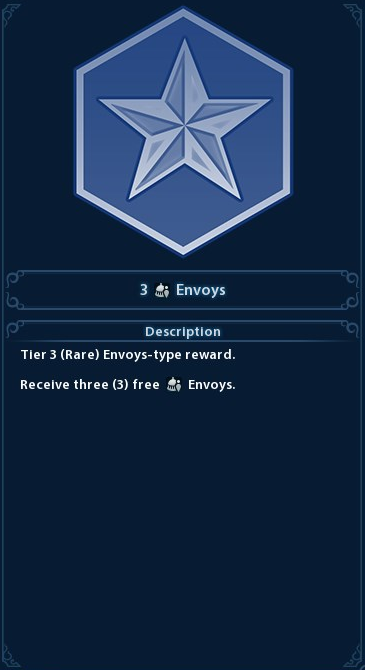 3 Envoys
Description
Tier 3 (Rare) Envoys-type reward.
Receive three (3) free Envoys.